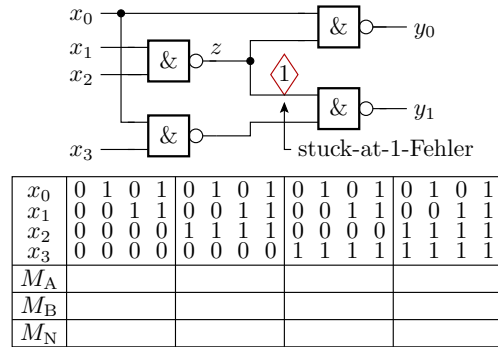 x₀ & y₀
x₁ & z
x₂ 1
& & y₁
x₃ stuck-at-1-Fehler
x₀ 0 1 0 1 0 1 0 1 0 1 0 1 0 1 0 1
x₁ 0 0 1 1 0 0 1 1 0 0 1 1 0 0 1 1
x₂ 0 0 0 0 1 1 1 1 0 0 0 0 1 1 1 1
x₃ 0 0 0 0 0 0 0 0 1 1 1 1 1 1 1 1
M_A
M_B
M_N